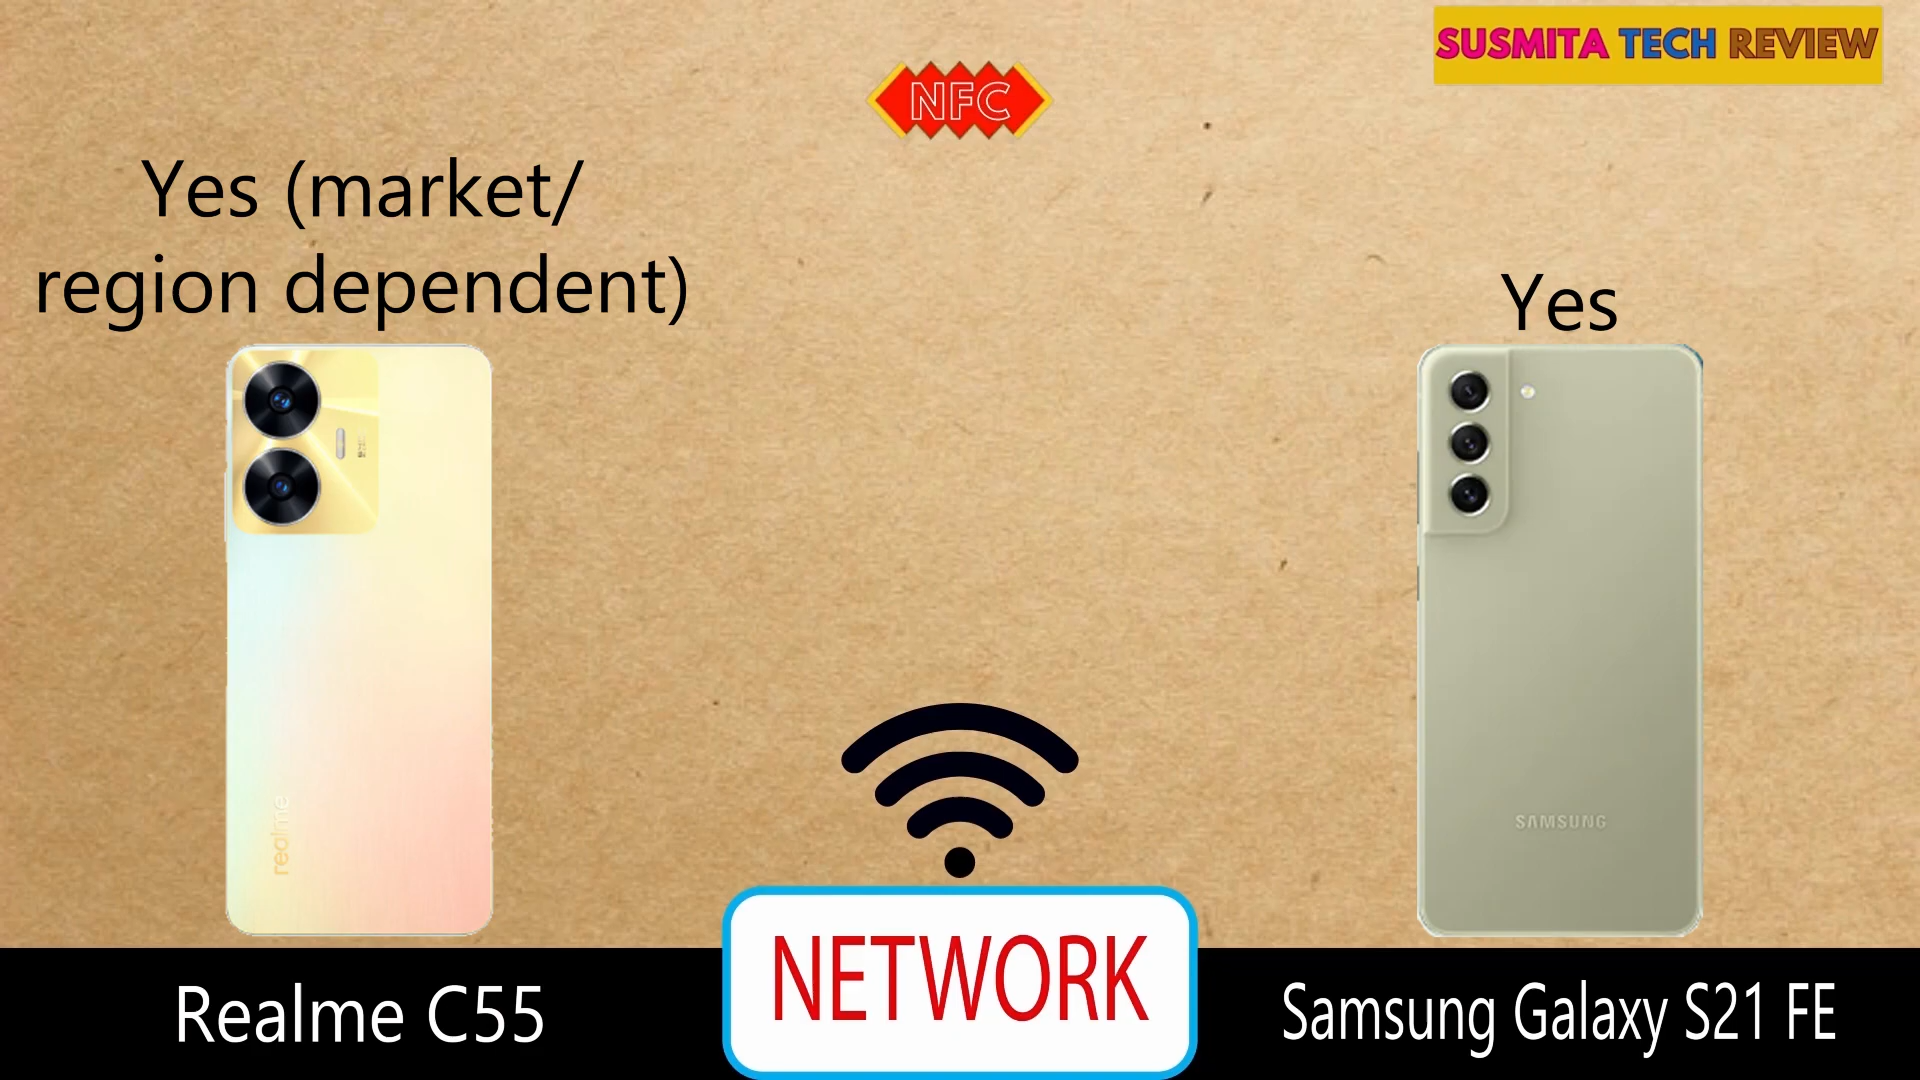 SUSMITA TECH REVIEW
NFC
Yes (market/
region dependent)
Yes
realme
SAMSUNG
NETWORK
Realme C55
Samsung Galaxy S21 FE